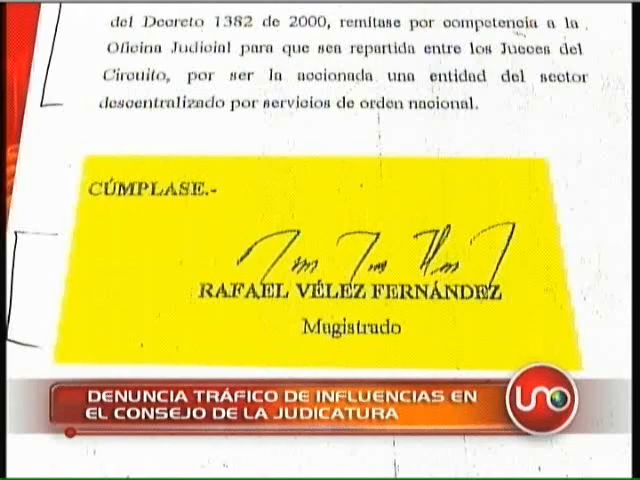 del Decreto 1382 de 2000, remítase por competencia a la
Oficina Judicial para que sea repartida entre los Jueces del
Circuito, por ser la accionada una entidad del sector
descentralizado por servicios de orden nacional.
CÚMPLASE.-
RAFAEL VÉLEZ FERNÁNDEZ
Magistrado
DENUNCIA TRÁFICO DE INFLUENCIAS EN
EL CONSEJO DE LA JUDICATURA
UNO